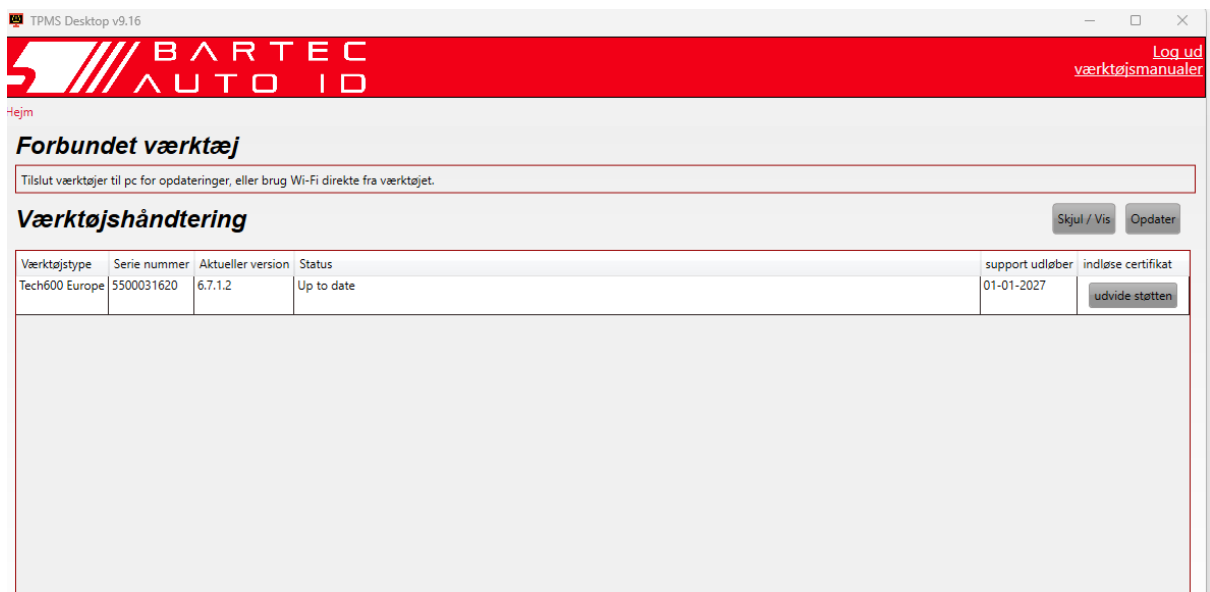 TPMS Desktop v9.16
BARTEC
AUTO ID
Log ud
værktøjsmanualer
Hejm
Forbundet værktæj
Tilslut værktøjer til pc for opdateringer, eller brug Wi-Fi direkte fra værktøjet.
Værktøjshåndtering
Skjul / Vis Opdater
Værktøjstype Serie nummer Aktueller version Status support udløber indløse certifikat
Tech600 Europe 5500031620 6.7.1.2 Up to date 01-01-2027 udvide støtten